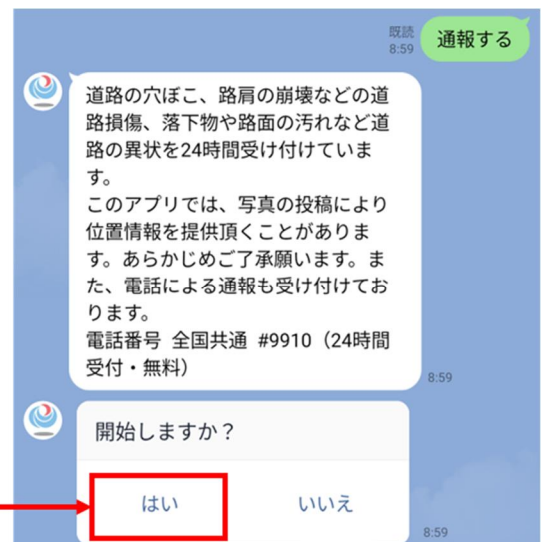 既読
8:59
通報する
道路の穴ぼこ、路肩の崩壊などの道
路損傷、落下物や路面の汚れなど道
路の異状を24時間受け付けていま
す。
このアプリでは、写真の投稿により
位置情報を提供頂くことがありま
す。あらかじめご了承願います。ま
た、電話による通報も受け付けてお
ります。
電話番号 全国共通 #9910（24時間
受付・無料）
8:59
開始しますか？
はい
いいえ
8:59